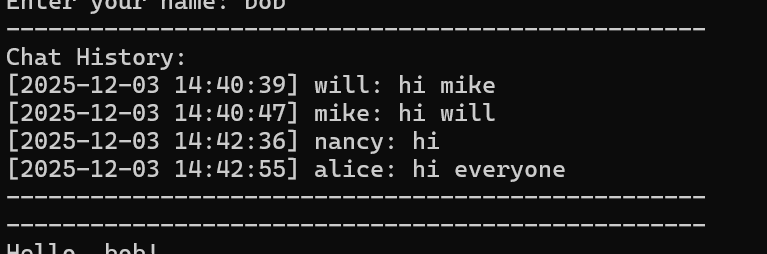 Enter your name: bob
--------------------------------------------------
Chat History:
[2025-12-03 14:40:39] will: hi mike
[2025-12-03 14:40:47] mike: hi will
[2025-12-03 14:42:36] nancy: hi
[2025-12-03 14:42:55] alice: hi everyone
--------------------------------------------------
--------------------------------------------------
Hello, bob!